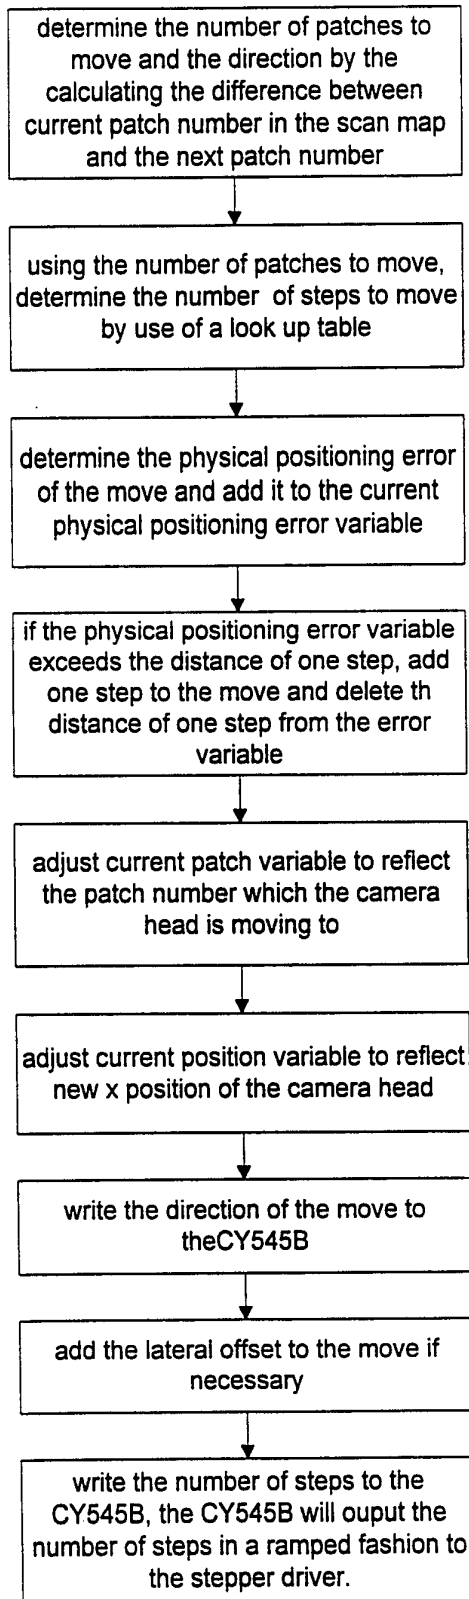 determine the number of patches to
move and the direction by the
calculating the difference between
current patch number in the scan map
and the next patch number
using the number of patches to move,
determine the number of steps to move
by use of a look up table
determine the physical positioning error
of the move and add it to the current
physical positioning error variable
if the physical positioning error variable
exceeds the distance of one step, add
one step to the move and delete th
distance of one step from the error
variable
adjust current patch variable to reflect
the patch number which the camera
head is moving to
adjust current position variable to reflect
new x position of the camera head
write the direction of the move to
theCY545B
add the lateral offset to the move if
necessary
write the number of steps to the
CY545B, the CY545B will ouput the
number of steps in a ramped fashion to
the stepper driver.